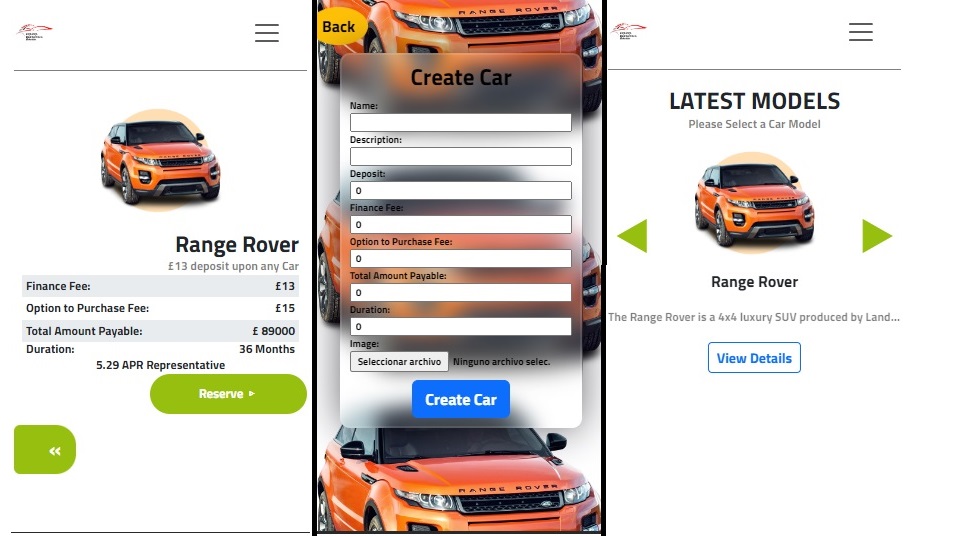 Range Rover
£13 deposit upon any Car
Finance Fee: £13
Option to Purchase Fee: £15
Total Amount Payable: £ 89000
Duration: 36 Months
5.29 APR Representative
Reserve
«
Back
Create Car
Name:
Description:
Deposit:
0
Finance Fee:
0
Option to Purchase Fee:
0
Total Amount Payable:
0
Duration:
0
Image:
Seleccionar archivo Ninguno archivo selec.
Create Car
RANGE ROVER
LATEST MODELS
Please Select a Car Model
Range Rover
The Range Rover is a 4x4 luxury SUV produced by Land...
View Details